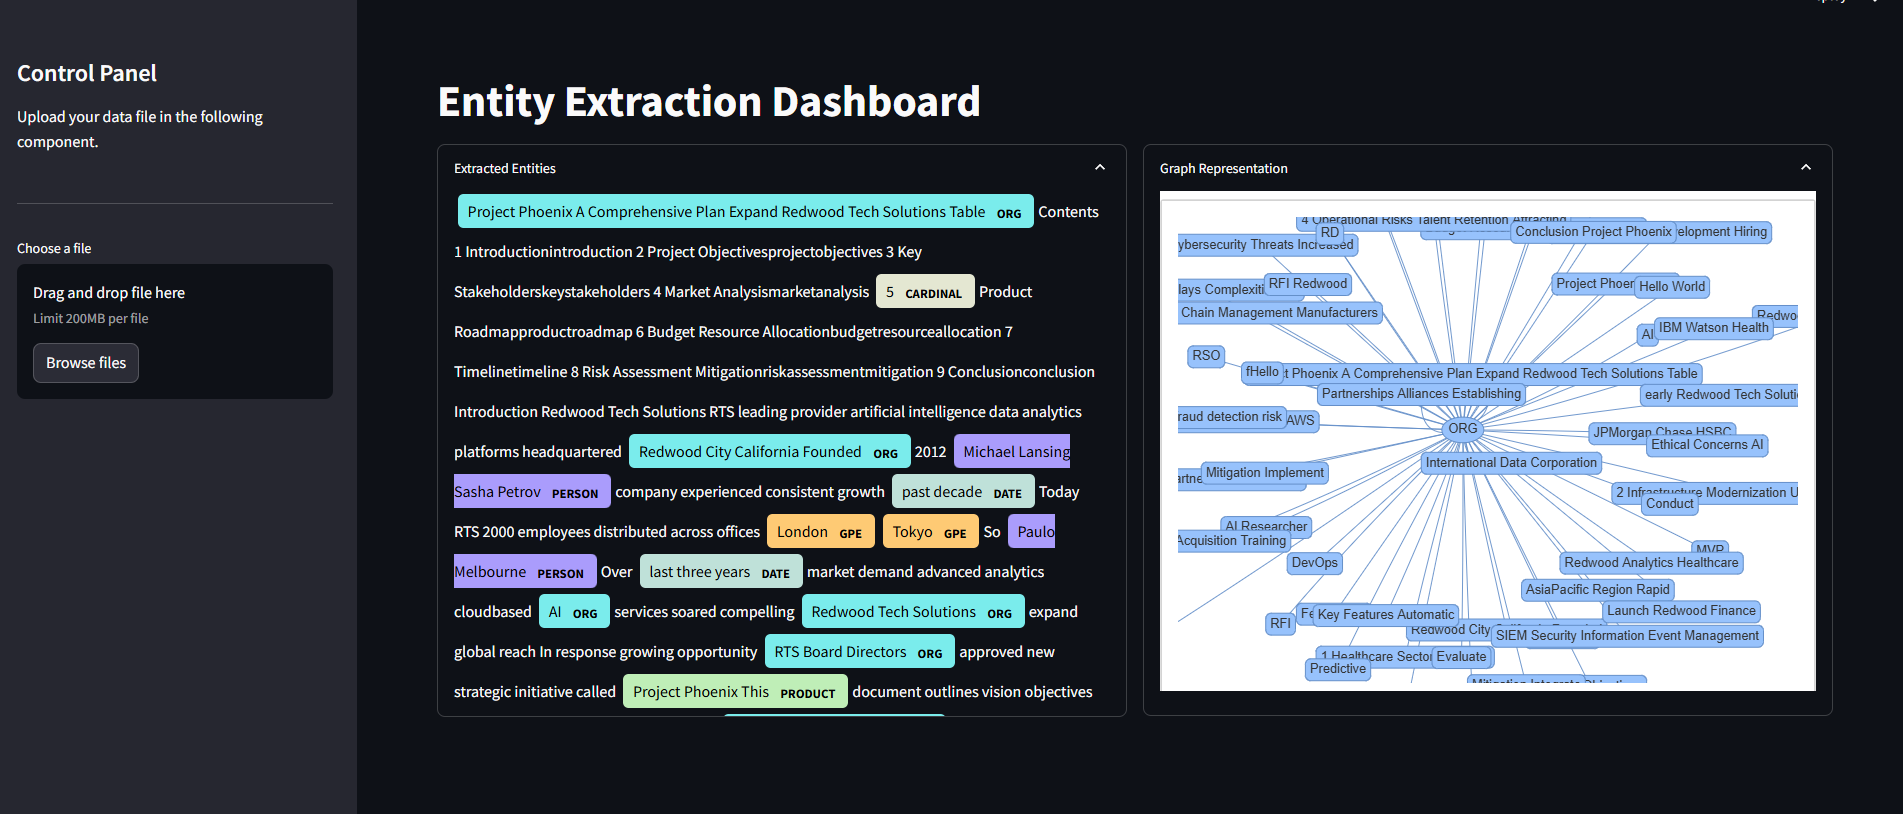 Control Panel
Upload your data file in the following
component.
Choose a file
Drag and drop file here
Limit 200MB per file
Browse files
Entity Extraction Dashboard
Extracted Entities
Project Phoenix A Comprehensive Plan Expand Redwood Tech Solutions Table ORG Contents
1 Introductionintroduction 2 Project Objectivesprojectobjectives 3 Key
Stakeholderskeystakeholders 4 Market Analysismarketanalysis 5 CARDINAL Product
Roadmapproductroadmap 6 Budget Resource Allocationbudgetresourceallocation 7
Timelinetimeline 8 Risk Assessment Mitigationriskassessmentmitigation 9 Conclusionconclusion
Introduction Redwood Tech Solutions RTS leading provider artificial intelligence data analytics
platforms headquartered Redwood City California Founded ORG 2012 Michael Lansing
Sasha Petrov PERSON company experienced consistent growth past decade DATE Today
RTS 2000 employees distributed across offices London GPE Tokyo GPE So Paulo
Melbourne PERSON Over last three years DATE market demand advanced analytics
cloudbased AI ORG services soared compelling Redwood Tech Solutions ORG expand
global reach In response growing opportunity RTS Board Directors ORG approved new
strategic initiative called Project Phoenix This PRODUCT document outlines vision objectives
Graph Representation
4 Operational Risks Talent Retention Attracting
RD
Conclusion Project Phoenix
elopment Hiring
ybersecurity Threats Increased
RFI Redwood
lays Complexiti
Project Phoen
Hello World
Chain Management Manufacturers
Redwo
AI
IBM Watson Health
RSO
fHello
t Phoenix A Comprehensive Plan Expand Redwood Tech Solutions Table
Partnerships Alliances Establishing
early Redwood Tech Soluti
raud detection risk
AWS
ORG
JPMorgan Chase HSBC
Ethical Concerns AI
International Data Corporation
Mitigation Implement
artne
2 Infrastructure Modernization U
Conduct
AI Researcher
Acquisition Training
MVP
DevOps
Redwood Analytics Healthcare
AsiaPacific Region Rapid
Launch Redwood Finance
RFI
Fe
Key Features Automatic
Redwood City
SIEM Security Information Event Management
1 Healthcare Sector
Evaluate
Predictive
Mitigation Integrate